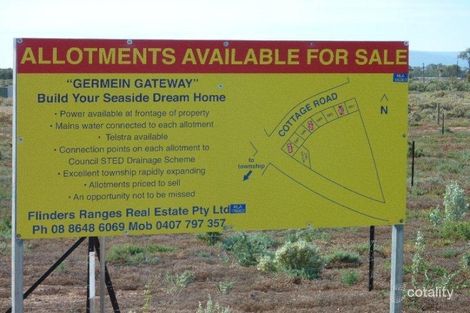 ALLOTMENTS AVAILABLE FOR SALE
"GERMEIN GATEWAY"
Build Your Seaside Dream Home
• Power available at frontage of property
• Mains water connected to each allotment
• Telstra available
• Connection points on each allotment to
Council STED Drainage Scheme
• Excellent township rapidly expanding
• Allotments priced to sell
• An opportunity not to be missed
Flinders Ranges Real Estate Pty Ltd
Ph 08 8648 6069 Mob 0407 797 357
COTTAGE ROAD
N
to
township
cotality